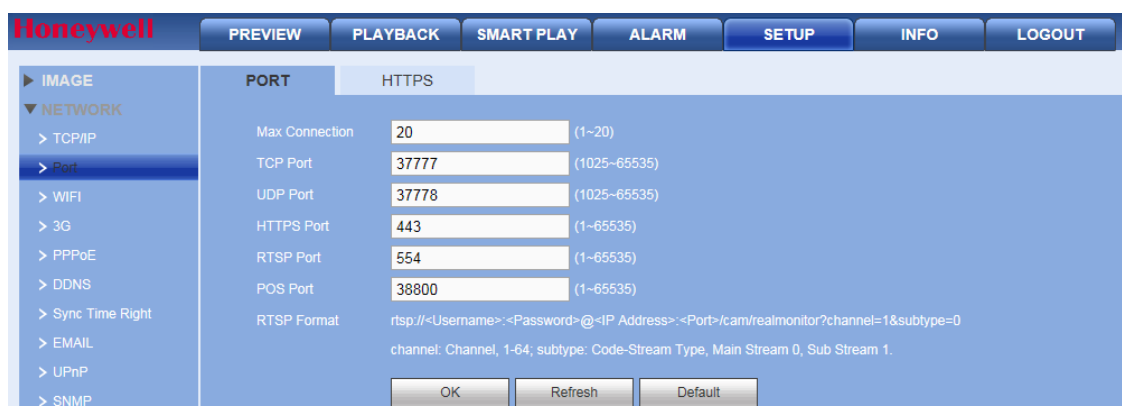 Honeywell
PREVIEW PLAYBACK SMART PLAY ALARM SETUP INFO LOGOUT
IMAGE
NETWORK
> TCP/IP
> Port
> WIFI
> 3G
> PPPoE
> DDNS
> Sync Time Right
> EMAIL
> UPnP
> SNMP
PORT HTTPS
Max Connection 20 (1~20)
TCP Port 37777 (1025~65535)
UDP Port 37778 (1025~65535)
HTTPS Port 443 (1~65535)
RTSP Port 554 (1~65535)
POS Port 38800 (1~65535)
RTSP Format rtsp://<Username>:<Password>@<IP Address>:<Port>/cam/realmonitor?channel=1&subtype=0
channel: Channel, 1-64; subtype: Code-Stream Type, Main Stream 0, Sub Stream 1.
OK Refresh Default